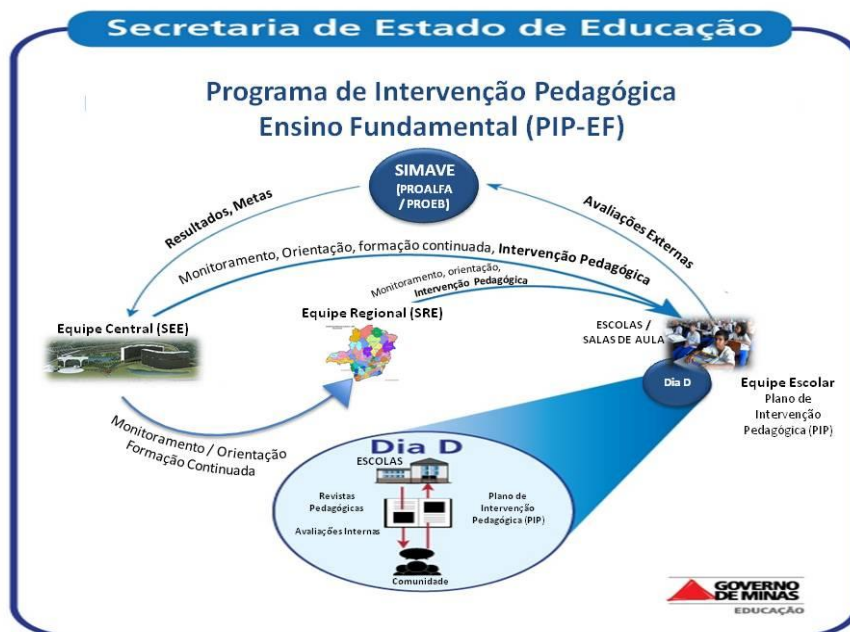 Secretaria de Estado de Educação
Programa de Intervenção Pedagógica
Ensino Fundamental (PIP-EF)
SIMAVE
(PROALFA
/ PROEB)
Resultados, Metas
Avaliações Externas
Monitoramento, Orientação, formação continuada, Intervenção Pedagógica
Monitoramento, orientação,
Intervenção Pedagógica
Equipe Central (SEE)
Equipe Regional (SRE)
ESCOLAS /
SALAS DE AULA
Dia D
Equipe Escolar
Plano de
Intervenção
Pedagógica (PIP)
Monitoramento / Orientação
Formação Continuada
Dia D
ESCOLAS
Revistas
Pedagógicas
Plano de
Intervenção
Pedagógica (PIP)
Avaliações Internas
Comunidade
GOVERNO
DE MINAS
EDUCAÇÃO